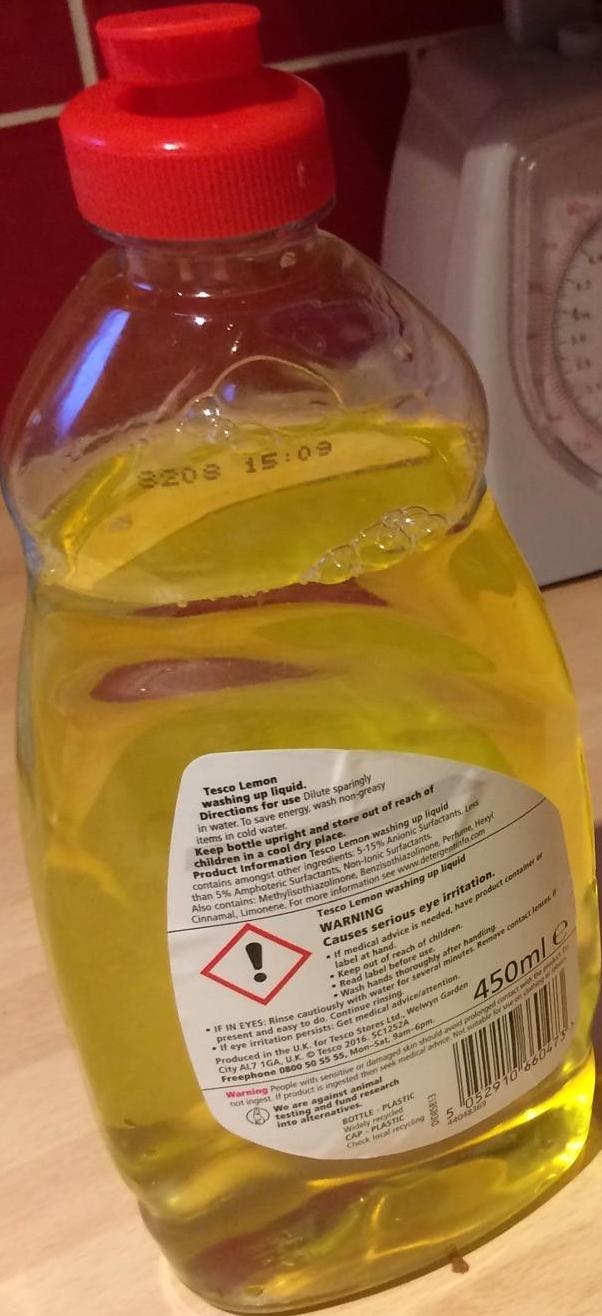 8208 15:09
Tesco Lemon
washing up liquid.
Directions for use Dilute sparingly
in water. To save energy, wash non-greasy
items in cold water.
Keep bottle upright and store out of reach of
children in a cool dry place.
Product Information Tesco Lemon washing up liquid
contains amongst other ingredients: 5-15% Anionic Surfactants, Less
than 5% Amphoteric Surfactants, Non-Ionic Surfactants.
Also contains: Methylisothiazolinone, Benzisothiazolinone, Perfume, Hexyl
Cinnamal, Limonene. For more information see www.detergentinfo.com
Tesco Lemon washing up liquid
WARNING
Causes serious eye irritation.
• If medical advice is needed, have product container or
label at hand.
• Keep out of reach of children.
• Read label before use.
• Wash hands thoroughly after handling.
• IF IN EYES: Rinse cautiously with water for several minutes. Remove contact lenses, if
present and easy to do. Continue rinsing.
• If eye irritation persists: Get medical advice/attention.
450ml e
Produced in the U.K. for Tesco Stores Ltd., Welwyn Garden
City AL7 1GA, U.K. © Tesco 2016. SC1252A
Freephone 0800 50 55 55, Mon–Sat, 9am–6pm.
Warning People with sensitive or damaged skin should avoid prolonged contact with the product.
not ingest. If product is ingested then seek medical advice. Not suitable for use in washing
We are against animal
testing and fund research
into alternatives.
BOTTLE - PLASTIC
Widely recycled
CAP - PLASTIC
Check local recycling
5 052910 660473